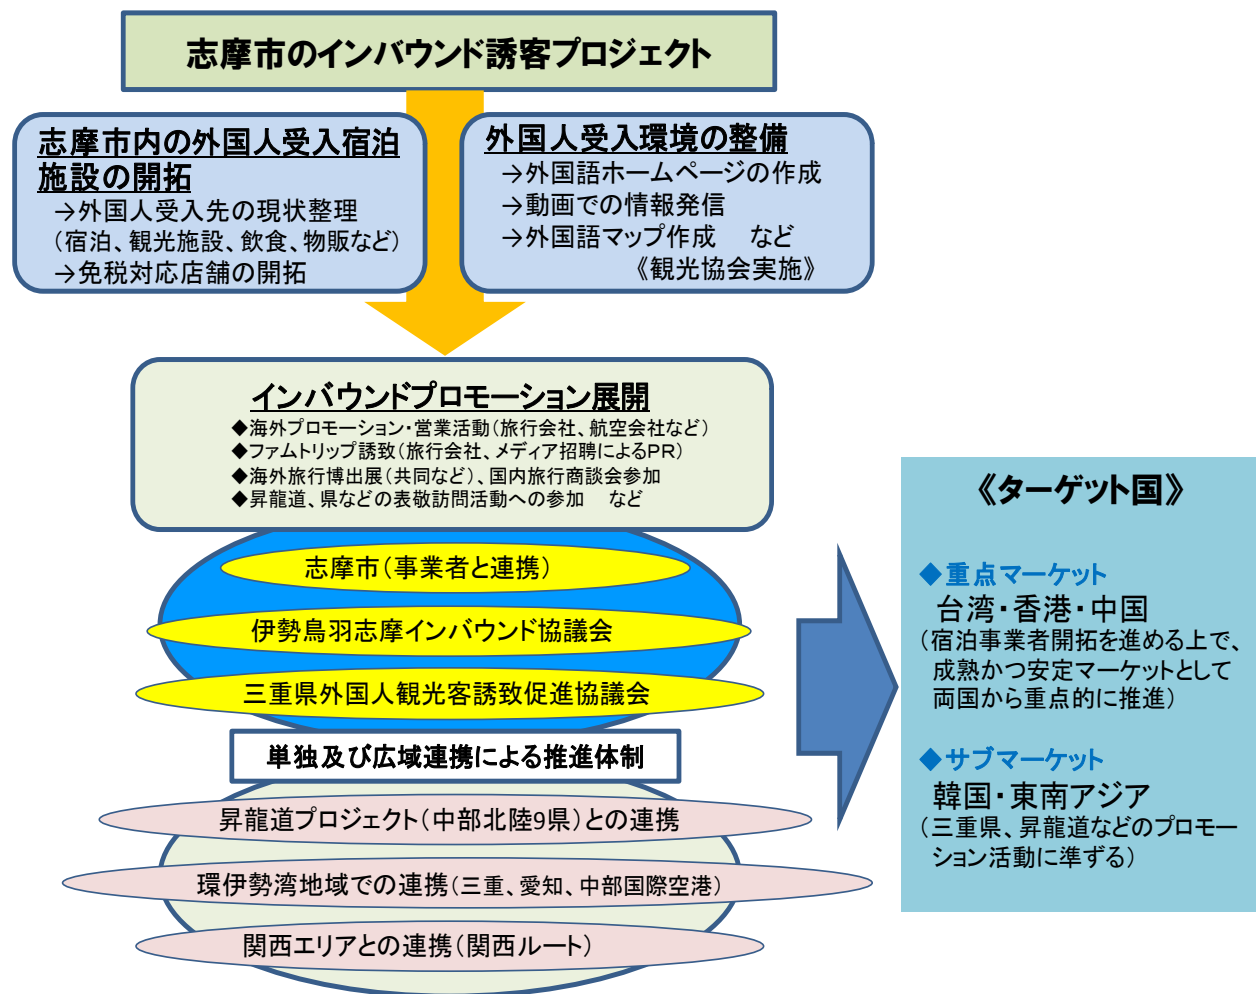 志摩市のインバウンド誘客プロジェクト
志摩市内の外国人受入宿泊
施設の開拓
→外国人受入先の現状整理
（宿泊、観光施設、飲食、物販など）
→免税対応店舗の開拓
外国人受入環境の整備
→外国語ホームページの作成
→動画での情報発信
→外国語マップ作成　など
《観光協会実施》
インバウンドプロモーション展開
◆海外プロモーション・営業活動（旅行会社、航空会社など）
◆ファムトリップ誘致（旅行会社、メディア招聘によるPR）
◆海外旅行博出展（共同など）、国内旅行商談会参加
◆昇龍道、県などの表敬訪問活動への参加　など
志摩市（事業者と連携）
伊勢鳥羽志摩インバウンド協議会
三重県外国人観光客誘致促進協議会
単独及び広域連携による推進体制
昇龍道プロジェクト（中部北陸9県）との連携
環伊勢湾地域での連携（三重、愛知、中部国際空港）
関西エリアとの連携（関西ルート）
《ターゲット国》
◆重点マーケット
台湾・香港・中国
（宿泊事業者開拓を進める上で、
成熟かつ安定マーケットとして
両国から重点的に推進）
◆サブマーケット
韓国・東南アジア
（三重県、昇龍道などのプロモー
ション活動に準ずる）